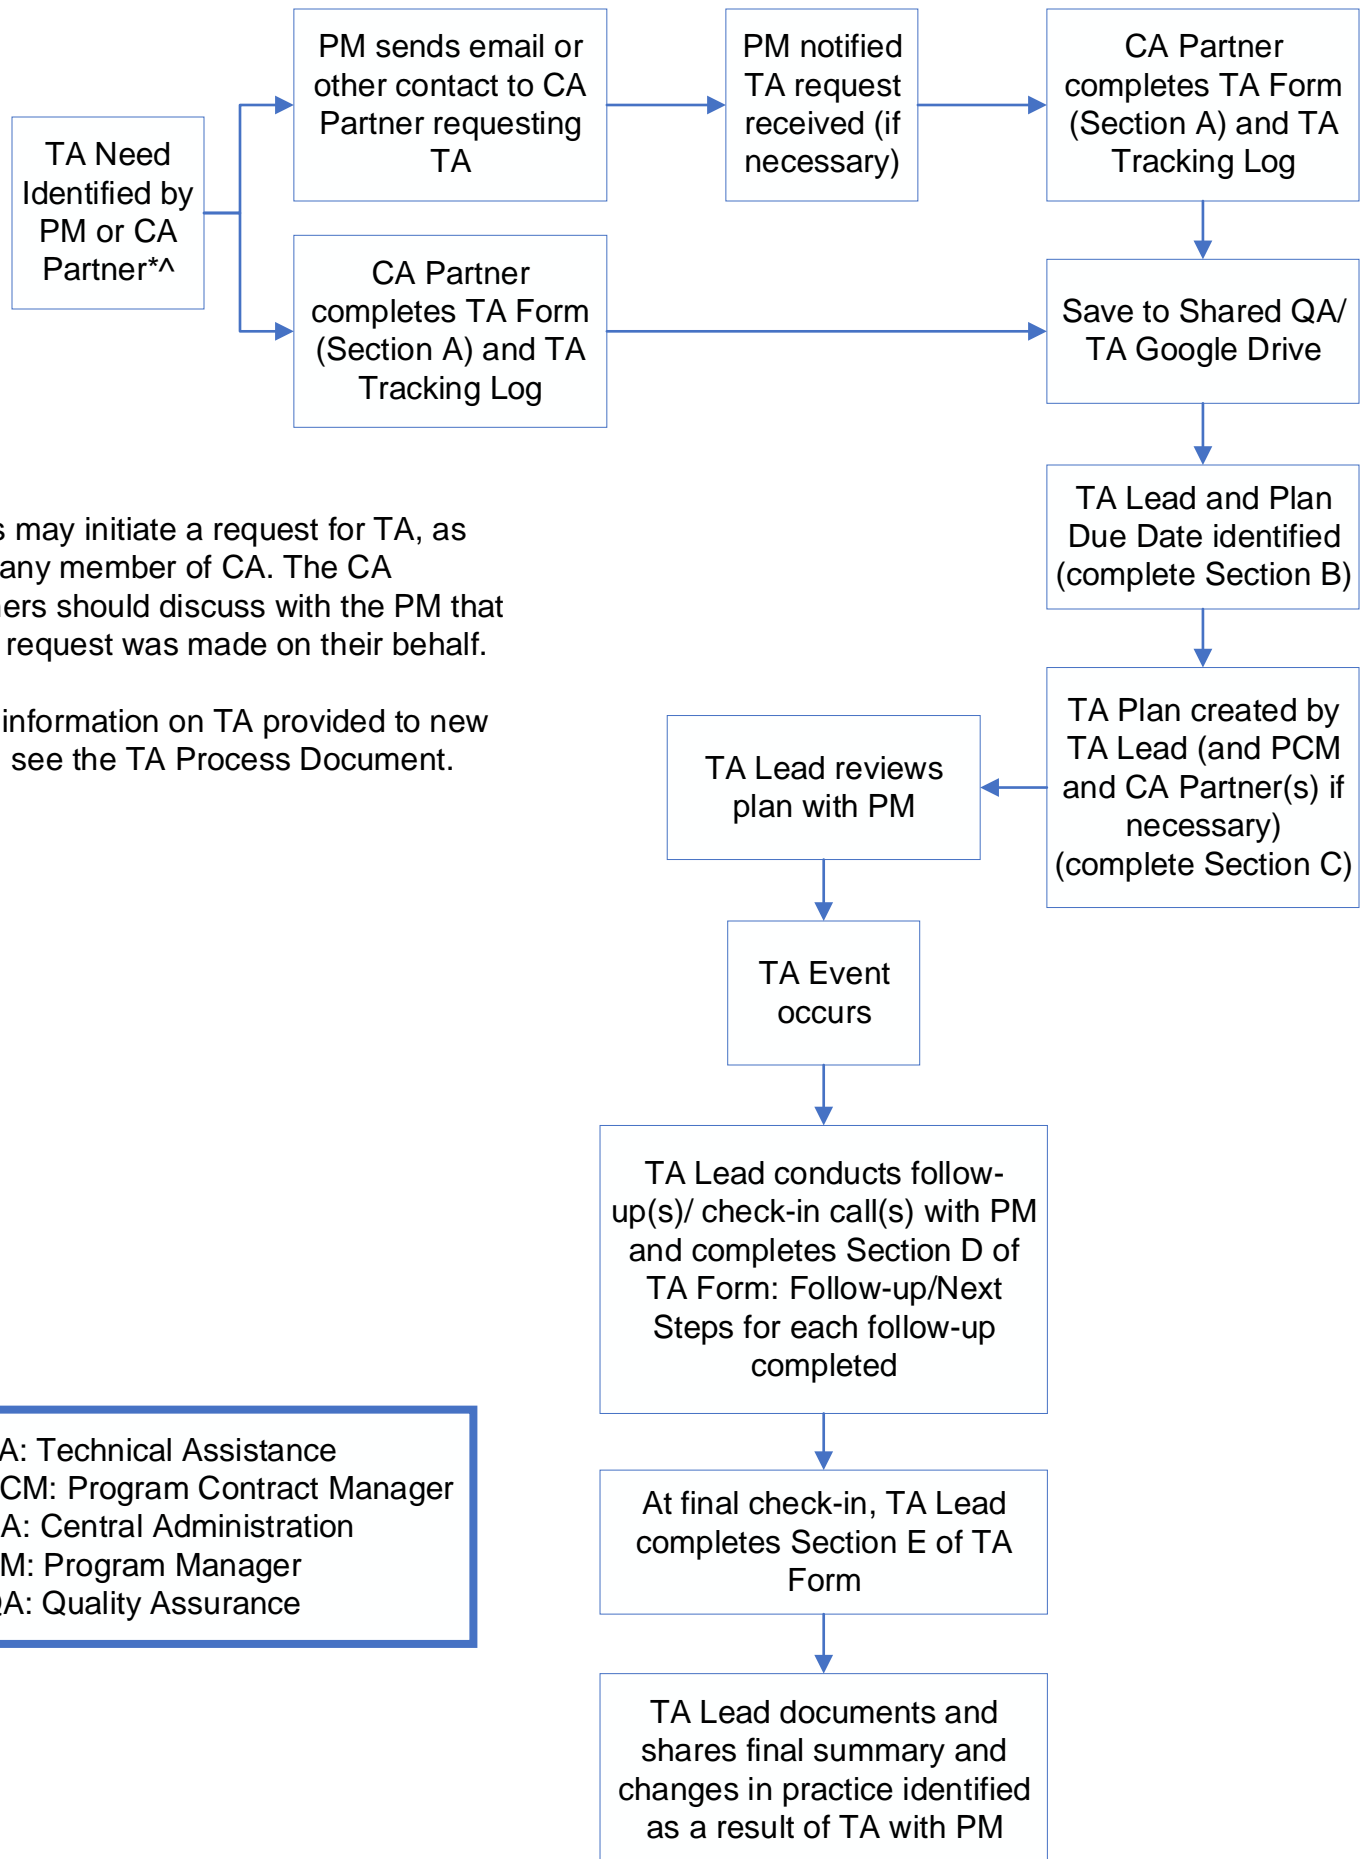 TA Need
Identified by
PM or CA
Partner*^
PM sends email or
other contact to CA
Partner requesting
TA
PM notified
TA request
received (if
necessary)
CA Partner
completes TA Form
(Section A) and TA
Tracking Log
CA Partner
completes TA Form
(Section A) and TA
Tracking Log
Save to Shared QA/
TA Google Drive
TA Lead and Plan
Due Date identified
(complete Section B)
TA Plan created by
TA Lead (and PCM
and CA Partner(s) if
necessary)
(complete Section C)
TA Lead reviews
plan with PM
TA Event
occurs
TA Lead conducts follow-
up(s)/ check-in call(s) with PM
and completes Section D of
TA Form: Follow-up/Next
Steps for each follow-up
completed
At final check-in, TA Lead
completes Section E of TA
Form
TA Lead documents and
shares final summary and
changes in practice identified
as a result of TA with PM
may initiate a request for TA, as
any member of CA. The CA
should discuss with the PM that
request was made on their behalf.
information on TA provided to new
see the TA Process Document.
A: Technical Assistance
CM: Program Contract Manager
A: Central Administration
M: Program Manager
QA: Quality Assurance